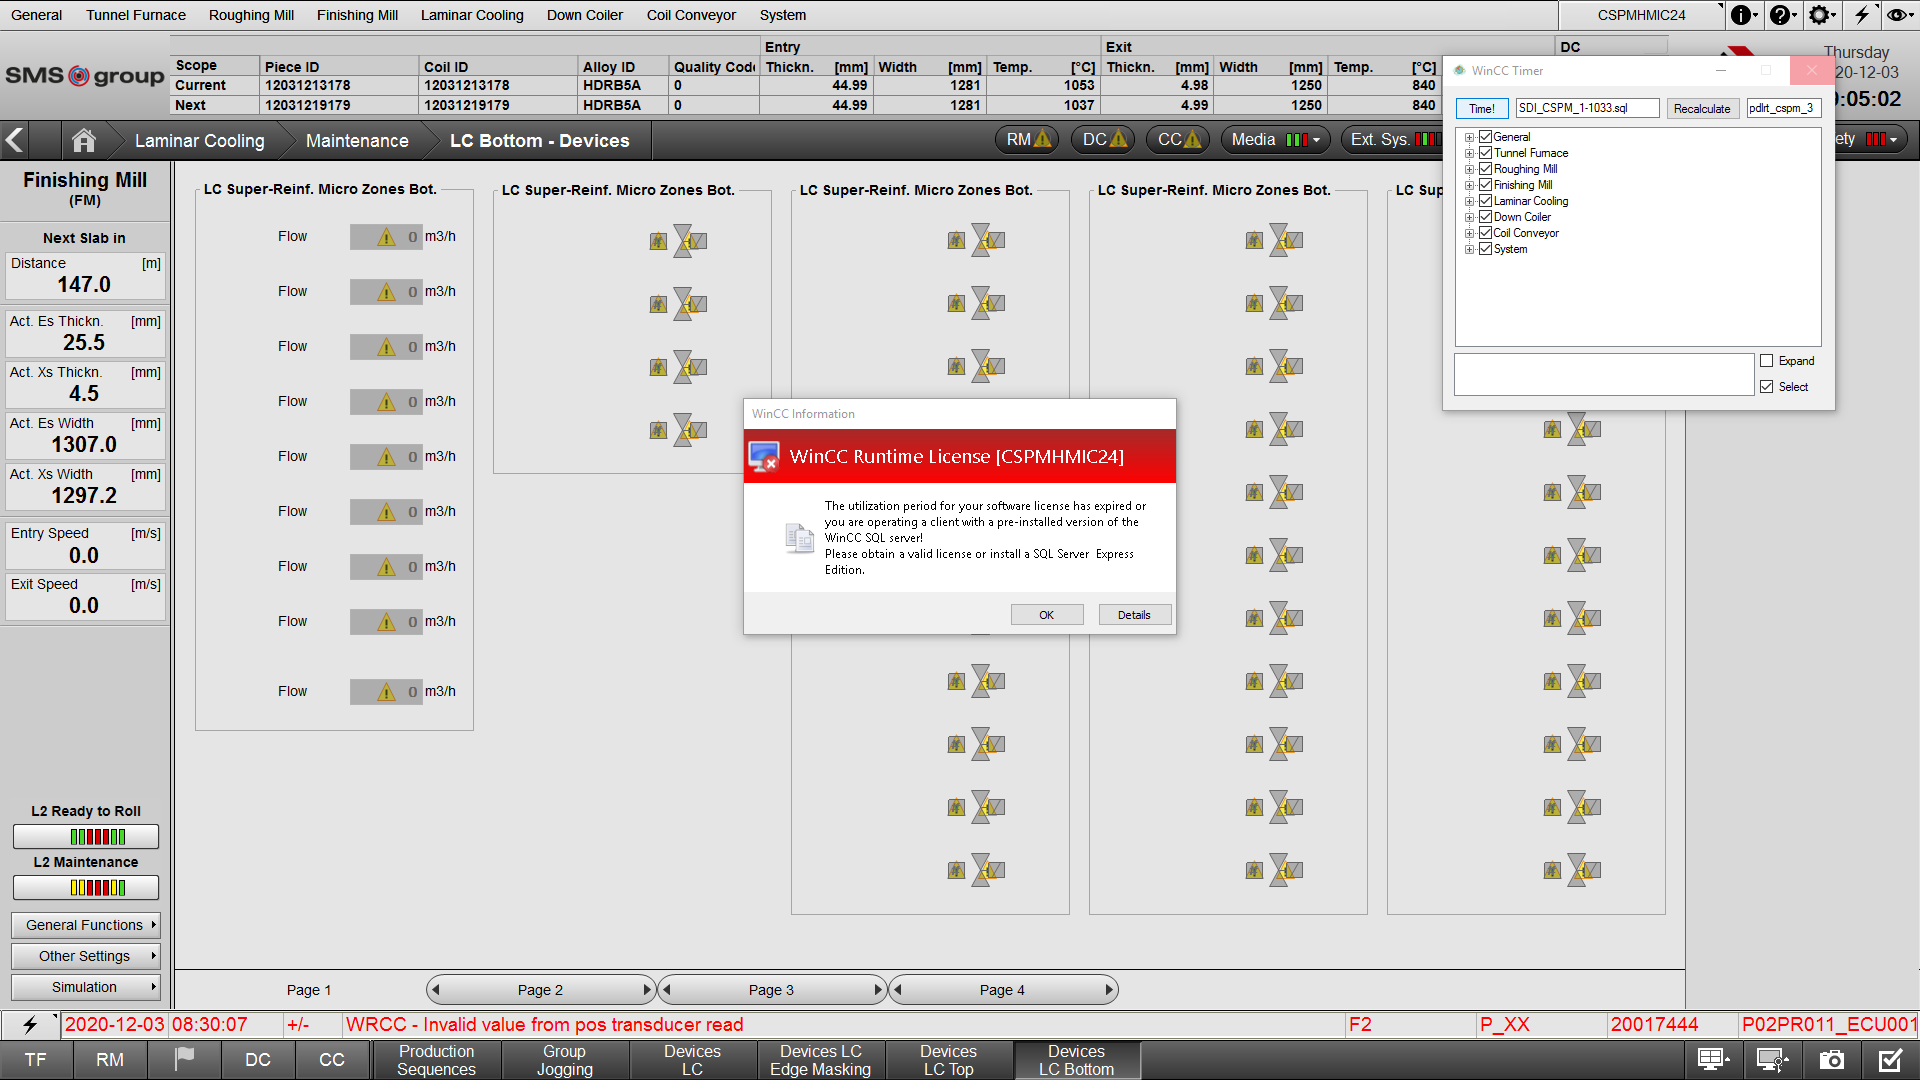 General Tunnel Furnace Roughing Mill Finishing Mill Laminar Cooling Down Coiler Coil Conveyor System CSPMHMIC24
SMS group
Entry Exit DC
Scope Piece ID Coil ID Alloy ID Quality Code Thickn. [mm] Width [mm] Temp. [°C] Thickn. [mm] Width [mm] Temp. [°C]
Current 12031213178 12031213178 HDRB5A 0 44.99 1281 1053 4.98 1250 840
Next 12031219179 12031219179 HDRB5A 0 44.99 1281 1037 4.99 1250 840
Thursday
20-12-03
:05:02
Laminar Cooling Maintenance LC Bottom - Devices RM DC CC Media Ext. Sys. ety
WinCC Timer
Time! SDI_CSPM_1-1033.sql Recalculate pdlrt_cspm_3
General
Tunnel Furnace
Roughing Mill
Finishing Mill
Laminar Cooling
Down Coiler
Coil Conveyor
System
Expand
Select
Finishing Mill
(FM)
Next Slab in
Distance [m]
147.0
Act. Es Thickn. [mm]
25.5
Act. Xs Thickn. [mm]
4.5
Act. Es Width [mm]
1307.0
Act. Xs Width [mm]
1297.2
Entry Speed [m/s]
0.0
Exit Speed [m/s]
0.0
L2 Ready to Roll
L2 Maintenance
General Functions
Other Settings
Simulation
LC Super-Reinf. Micro Zones Bot. LC Super-Reinf. Micro Zones Bot. LC Super-Reinf. Micro Zones Bot. LC Super-Reinf. Micro Zones Bot. LC Su
Flow 0 m3/h
Flow 0 m3/h
Flow 0 m3/h
Flow 0 m3/h
Flow 0 m3/h
Flow 0 m3/h
Flow 0 m3/h
Flow 0 m3/h
Flow 0 m3/h
WinCC Information
WinCC Runtime License [CSPMHMIC24]
The utilization period for your software license has expired or
you are operating a client with a pre-installed version of the
WinCC SQL server!
Please obtain a valid license or install a SQL Server Express
Edition.
OK Details
Page 1 Page 2 Page 3 Page 4
2020-12-03 08:30:07 +/- WRCC - Invalid value from pos transducer read F2 P_XX 20017444 P02PR011_ECU001
TF RM DC CC
Production
Sequences
Group
Jogging
Devices
LC
Devices LC
Edge Masking
Devices
LC Top
Devices
LC Bottom